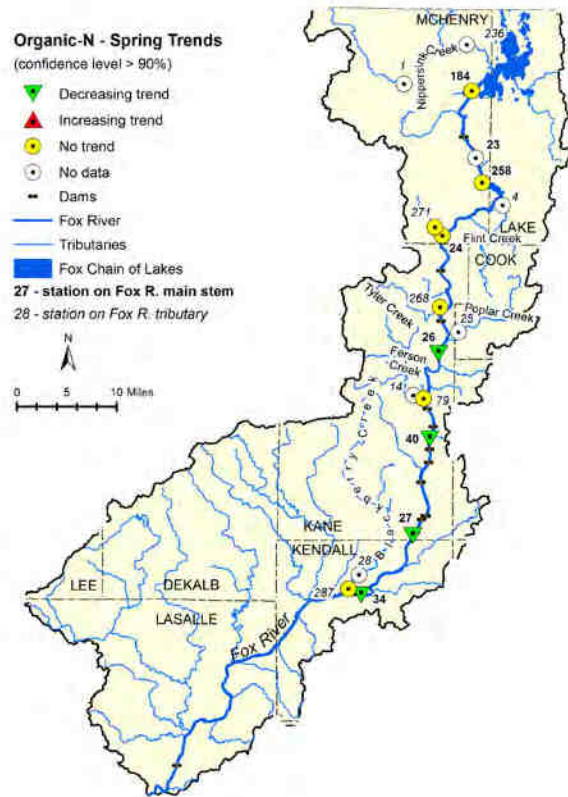 Organic-N - Spring Trends
(confidence level > 90%)
Decreasing trend
Increasing trend
No trend
No data
Dams
Fox River
Tributaries
Fox Chain of Lakes
27 - station on Fox R. main stem
28 - station on Fox R. tributary
N
0 5 10 Miles
MCHENRY
236
Nippersink Creek
1
184
23
258
4
271
LAKE
24
Flint Creek
COOK
268
Tyler Creek
Poplar Creek
25
26
Ferson Creek
14
79
40
Blackberry Creek
27
KANE
KENDALL
28
287
34
LEE
DEKALB
LASALLE
Fox River